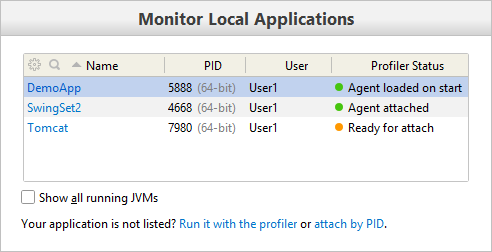 Monitor Local Applications
Name PID User Profiler Status
DemoApp 5888 (64-bit) User1 Agent loaded on start
SwingSet2 4668 (64-bit) User1 Agent attached
Tomcat 7980 (64-bit) User1 Ready for attach
Show all running JVMs
Your application is not listed? Run it with the profiler or attach by PID.